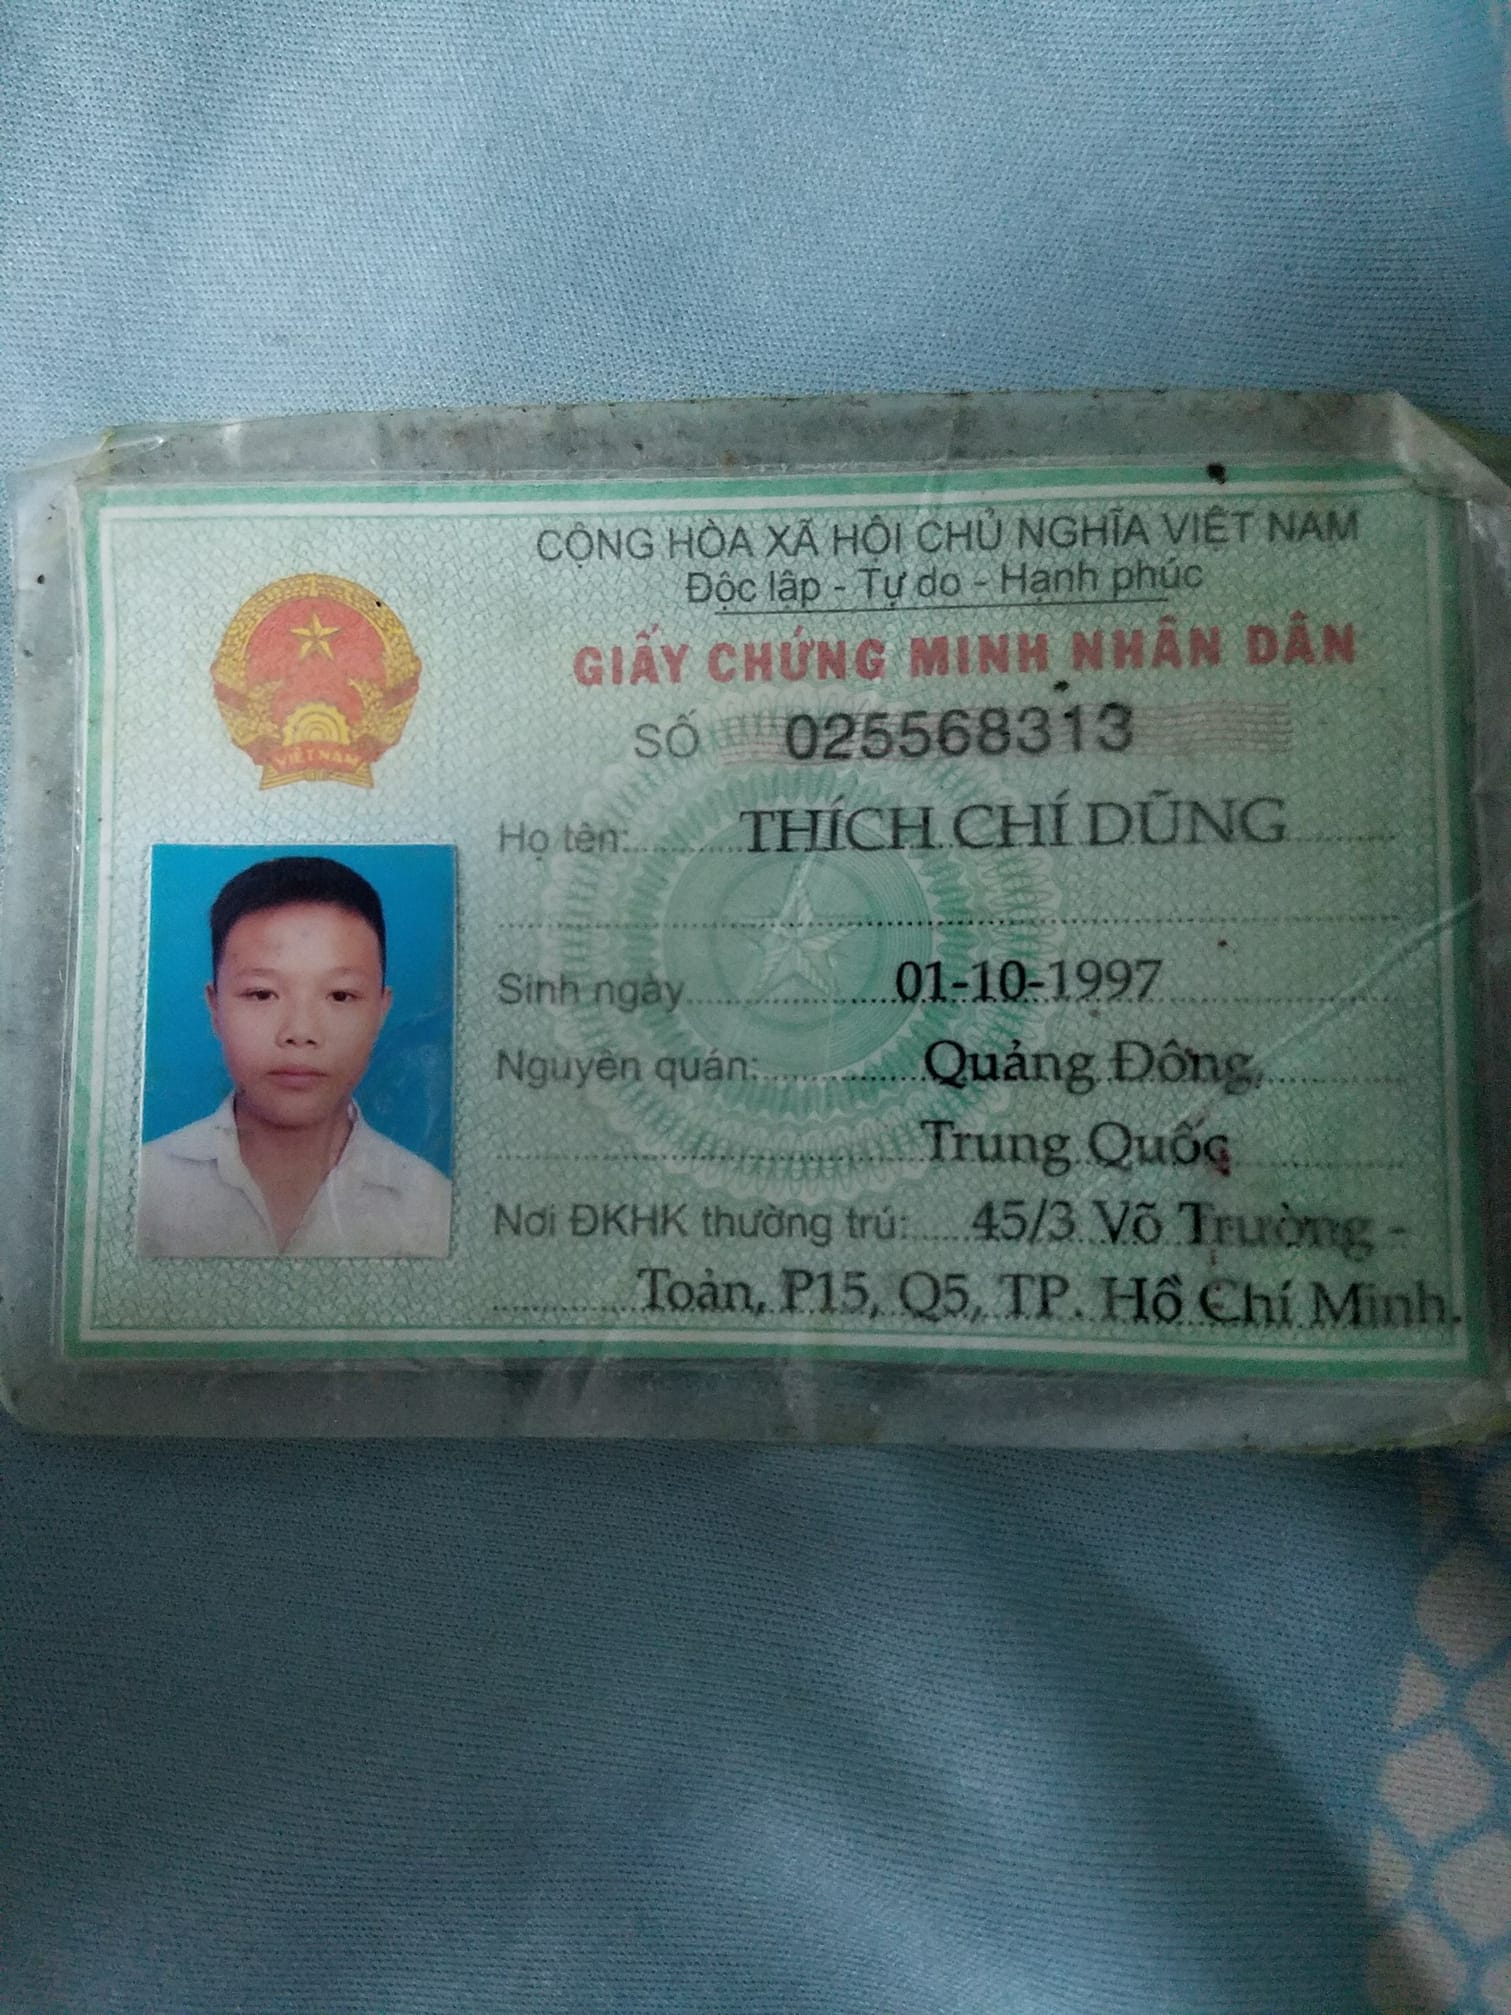 CỘNG HÒA XÃ HỘI CHỦ NGHĨA VIỆT NAM
Độc lập - Tự do - Hạnh phúc
GIẤY CHỨNG MINH NHÂN DÂN
SỐ 025568313
VIỆT NAM
Họ tên: THÍCH CHÍ DŨNG
Sinh ngày 01-10-1997
Nguyên quán: Quảng Đông,
Trung Quốc
Nơi ĐKHK thường trú: 45/3 Võ Trường -
Toản, P15, Q5, TP. Hồ Chí Minh.